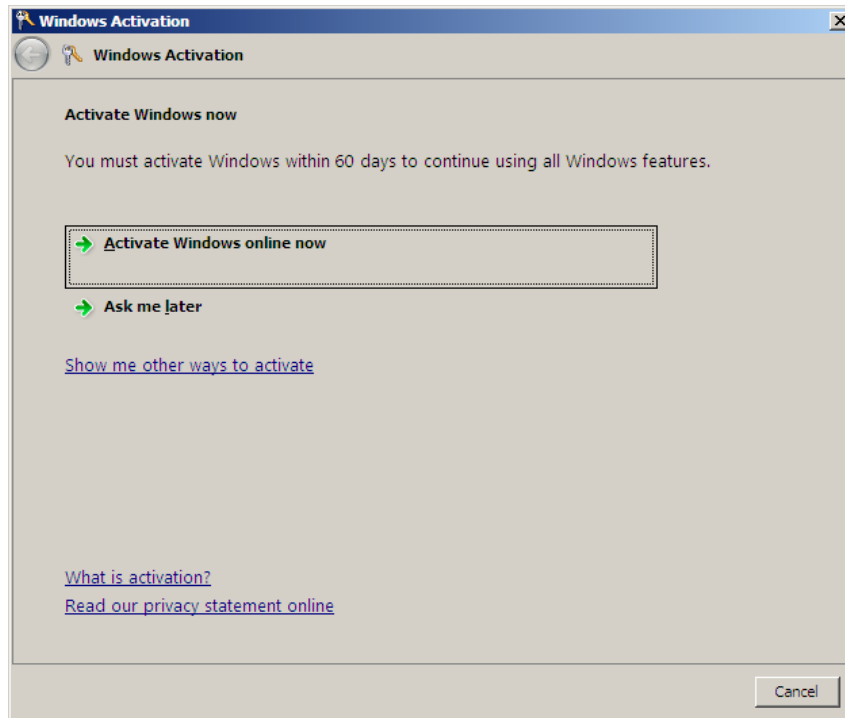 Windows Activation
Windows Activation
Activate Windows now
You must activate Windows within 60 days to continue using all Windows features.
Activate Windows online now
Ask me later
Show me other ways to activate
What is activation?
Read our privacy statement online
Cancel